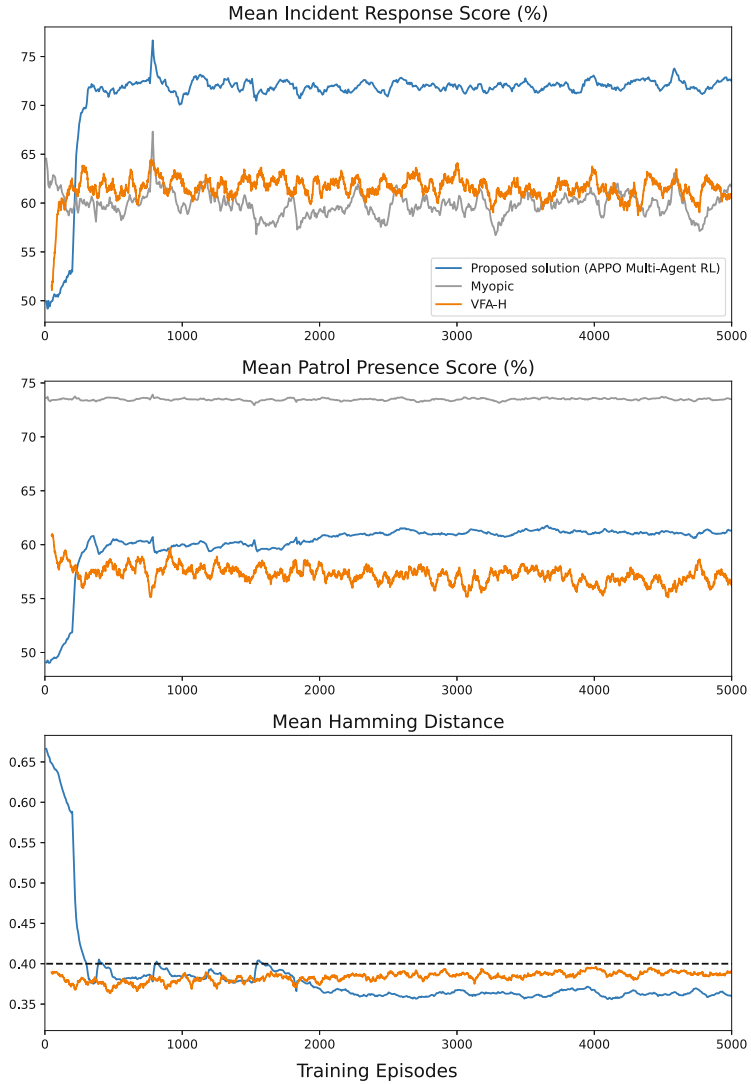 Mean Incident Response Score (%)
75
70
65
60
55
50
Proposed solution (APPO Multi-Agent RL)
Myopic
VFA-H
0 1000 2000 3000 4000 5000
Mean Patrol Presence Score (%)
75
70
65
60
55
50
0 1000 2000 3000 4000 5000
Mean Hamming Distance
0.65
0.60
0.55
0.50
0.45
0.40
0.35
0 1000 2000 3000 4000 5000
Training Episodes